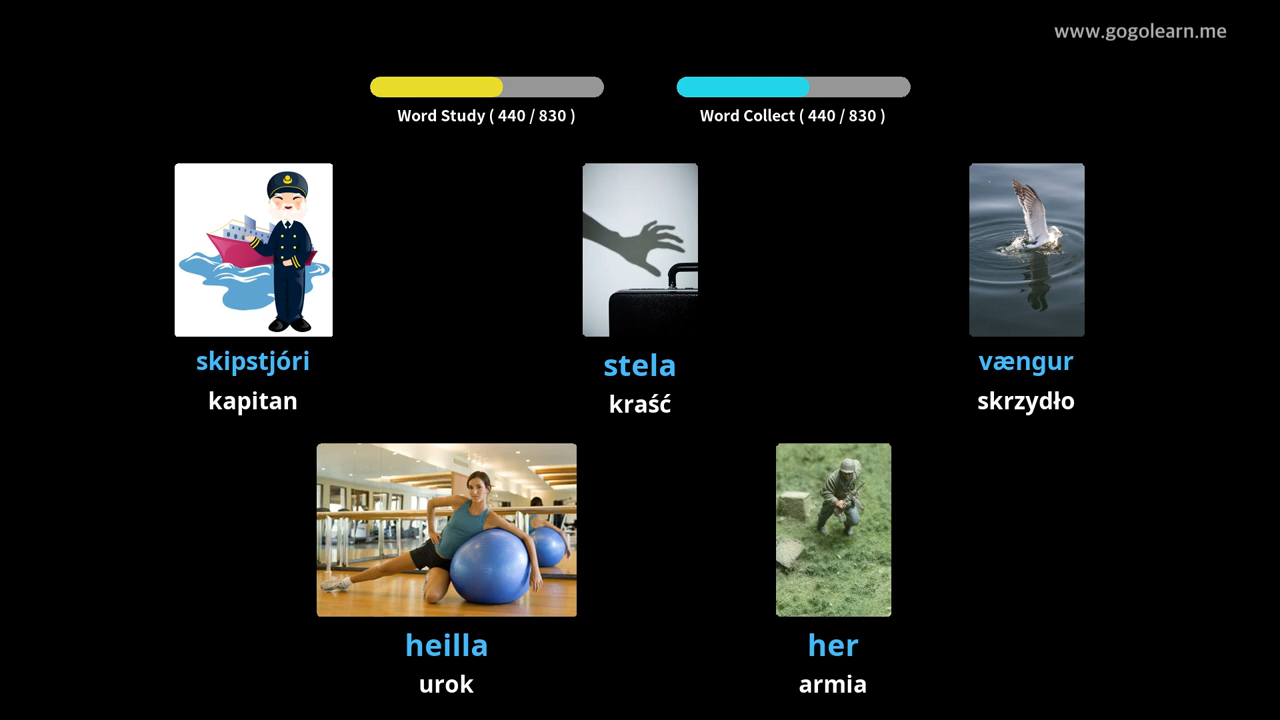 www.gogolearn.me
Word Study ( 440 / 830 )
Word Collect ( 440 / 830 )
skipstjóri
kapitan
stela
kraść
vængur
skrzydło
heilla
urok
her
armia